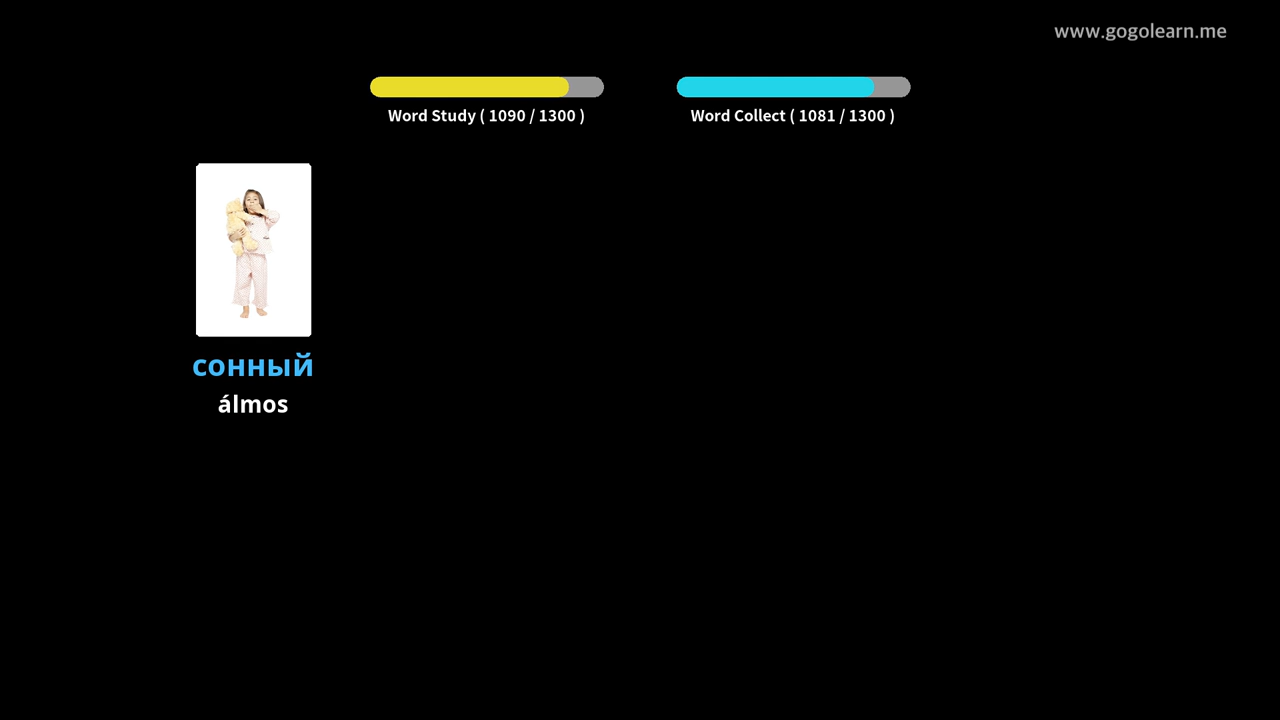 www.gogolearn.me
Word Study ( 1090 / 1300 )
Word Collect ( 1081 / 1300 )
сонный
álmos